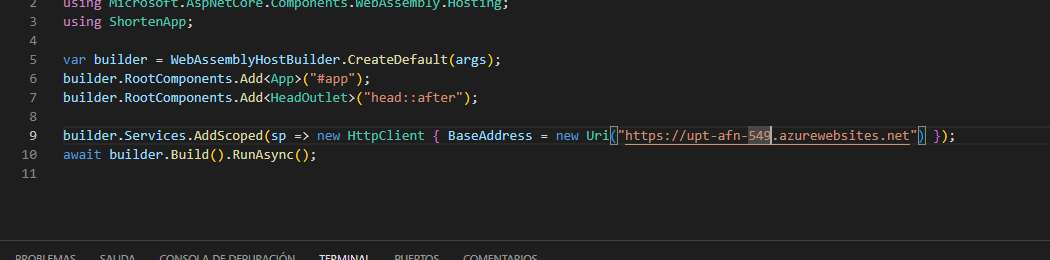 2 using Microsoft.AspNetCore.Components.WebAssembly.Hosting;
3 using ShortenApp;
4
5 var builder = WebAssemblyHostBuilder.CreateDefault(args);
6 builder.RootComponents.Add<App>("#app");
7 builder.RootComponents.Add<HeadOutlet>("head::after");
8
9 builder.Services.AddScoped(sp => new HttpClient { BaseAddress = new Uri("https://upt-afn-549.azurewebsites.net") });
10 await builder.Build().RunAsync();
11
PROBLEMAS SALIDA CONSOLA DE DEPURACIÓN TERMINAL PUERTOS COMENTARIOS